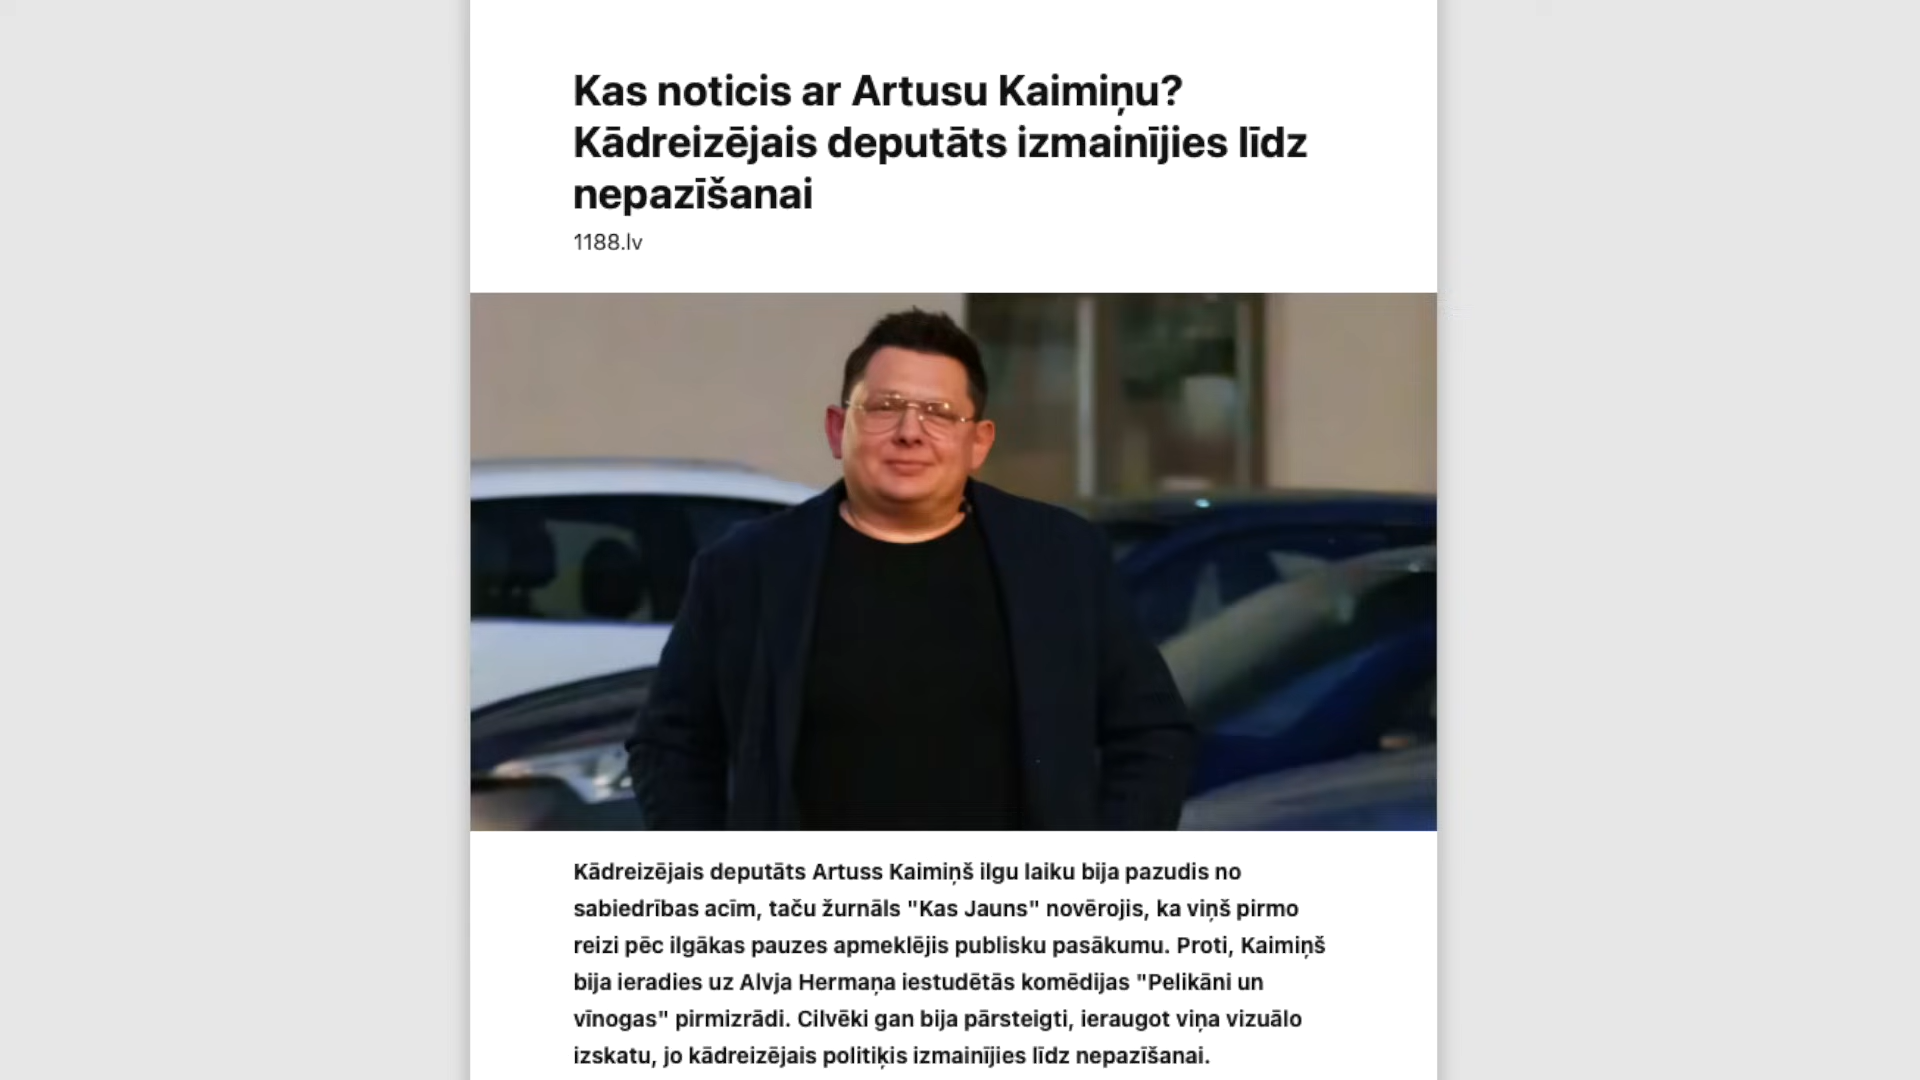 Kas noticis ar Artusu Kaimiņu?
Kādreizējais deputāts izmainījies līdz
nepazīšanai
1188.lv
Kādreizējais deputāts Artuss Kaimiņš ilgu laiku bija pazudis no
sabiedrības acīm, taču žurnāls "Kas Jauns" novērojis, ka viņš pirmo
reizi pēc ilgākas pauzes apmeklējis publisku pasākumu. Proti, Kaimiņš
bija ieradies uz Alvja Hermaņa iestudētās komēdijas "Pelikāni un
vīnogas" pirmizrādi. Cilvēki gan bija pārsteigti, ieraugot viņa vizuālo
izskatu, jo kādreizējais politiķis izmainījies līdz nepazīšanai.